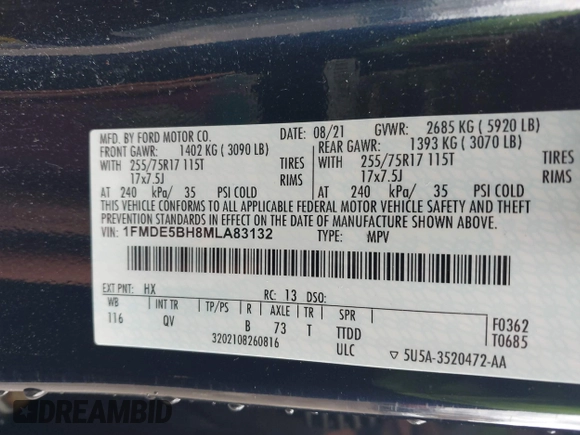 MFD. BY FORD MOTOR CO. DATE: 08/21 GVWR: 2685 KG ( 5920 LB)
FRONT GAWR: 1402 KG ( 3090 LB) REAR GAWR: 1393 KG ( 3070 LB)
WITH 255/75R17 115T TIRES WITH 255/75R17 115T TIRES
17x7.5J RIMS 17x7.5J RIMS
AT 240 kPa/ 35 PSI COLD AT 240 kPa/ 35 PSI COLD
THIS VEHICLE CONFORMS TO ALL APPLICABLE FEDERAL MOTOR VEHICLE SAFETY AND THEFT
PREVENTION STANDARDS IN EFFECT ON THE DATE OF MANUFACTURE SHOWN ABOVE.
VIN: 1FMDE5BH8MLA83132 TYPE: MPV
EXT PNT: HX RC: 13 DSO:
WB INT TR TP/PS R AXLE TR SPR
116 QV B 73 T TTDD
3202108260816 ULC
F0362
T0685
▽ 5U5A-3520472-AA
DREAMBID